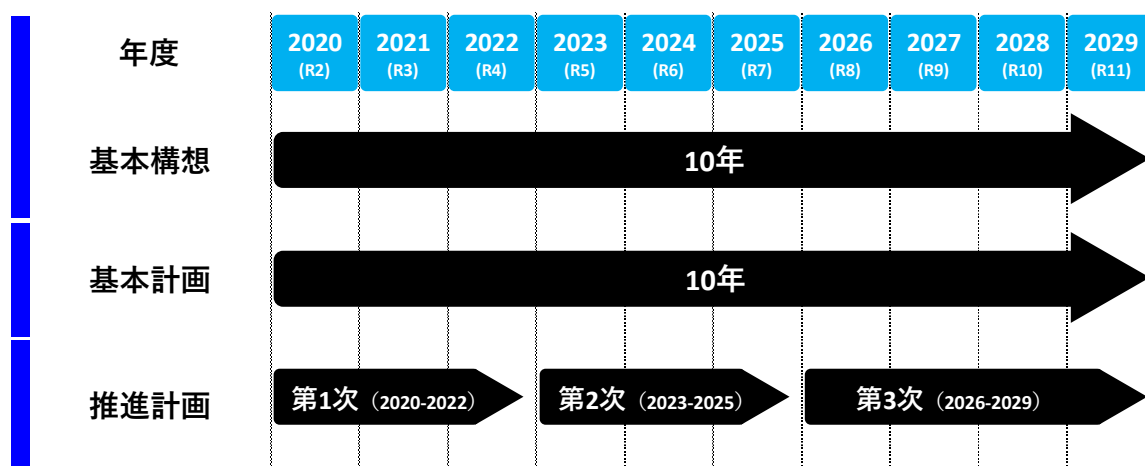 年度
2020 2021 2022 2023 2024 2025 2026 2027 2028 2029
(R2) (R3) (R4) (R5) (R6) (R7) (R8) (R9) (R10) (R11)
基本構想
10年
基本計画
10年
推進計画
第1次（2020-2022） 第2次（2023-2025） 第3次（2026-2029）